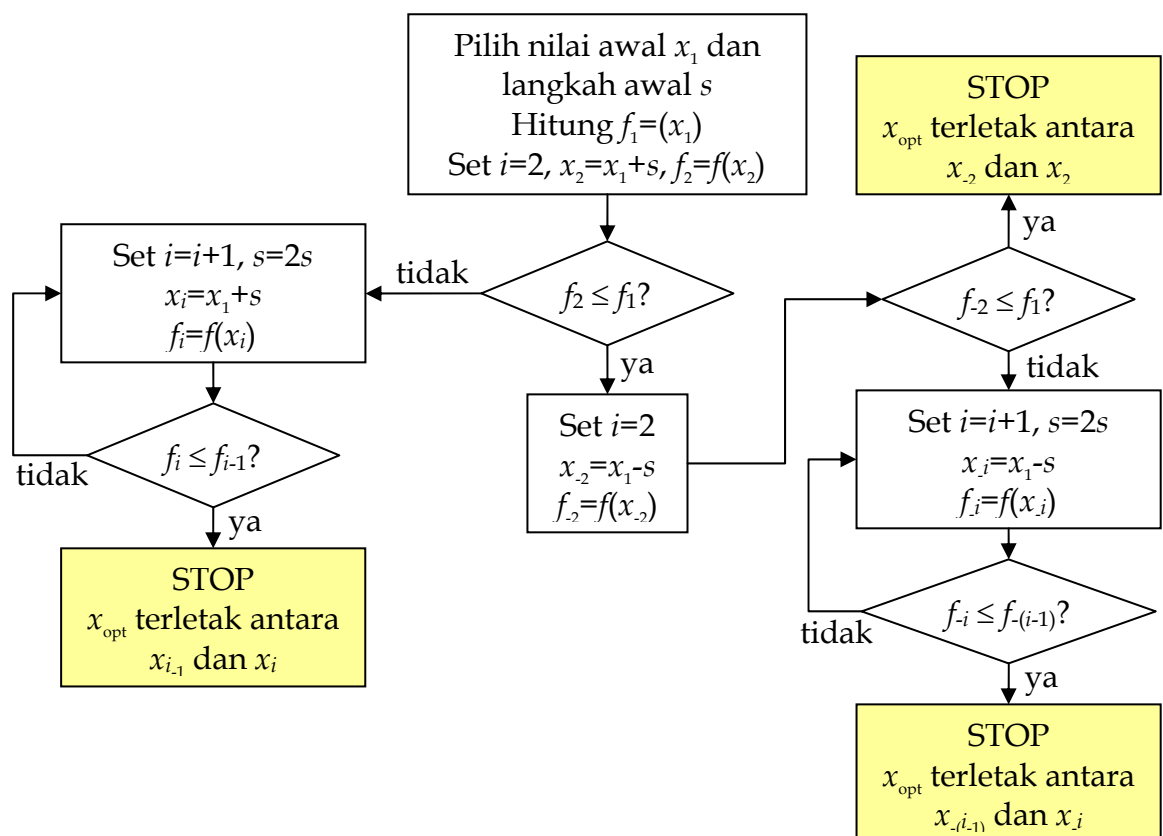 Pilih nilai awal x₁ dan
langkah awal s
Hitung f₁=(x₁)
Set i=2, x₂=x₁+s, f₂=f(x₂)
STOP
x_opt terletak antara
x₋₂ dan x₂
ya
f₋₂ ≤ f₁?
tidak
Set i=i+1, s=2s
x₋ᵢ=x₁-s
f₋ᵢ=f(x₋ᵢ)
f₋ᵢ ≤ f₋₍ᵢ₋₁₎?
tidak
ya
STOP
x_opt terletak antara
x₋₍ᵢ₋₁₎ dan x₋ᵢ
f₂ ≤ f₁?
tidak
ya
Set i=2
x₋₂=x₁-s
f₋₂=f(x₋₂)
Set i=i+1, s=2s
xᵢ=x₁+s
fᵢ=f(xᵢ)
fᵢ ≤ fᵢ₋₁?
tidak
ya
STOP
x_opt terletak antara
xᵢ₋₁ dan xᵢ